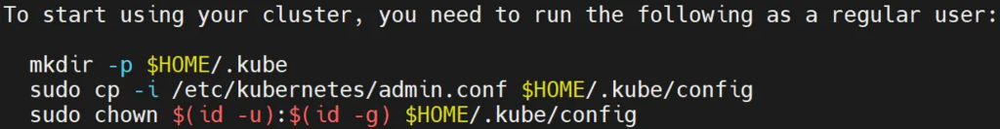 To start using your cluster, you need to run the following as a regular user:
mkdir -p $HOME/.kube
sudo cp -i /etc/kubernetes/admin.conf $HOME/.kube/config
sudo chown $(id -u):$(id -g) $HOME/.kube/config